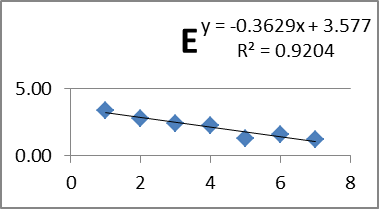 E
y = -0.3629x + 3.577
R² = 0.9204
5.00
0.00
0 2 4 6 8